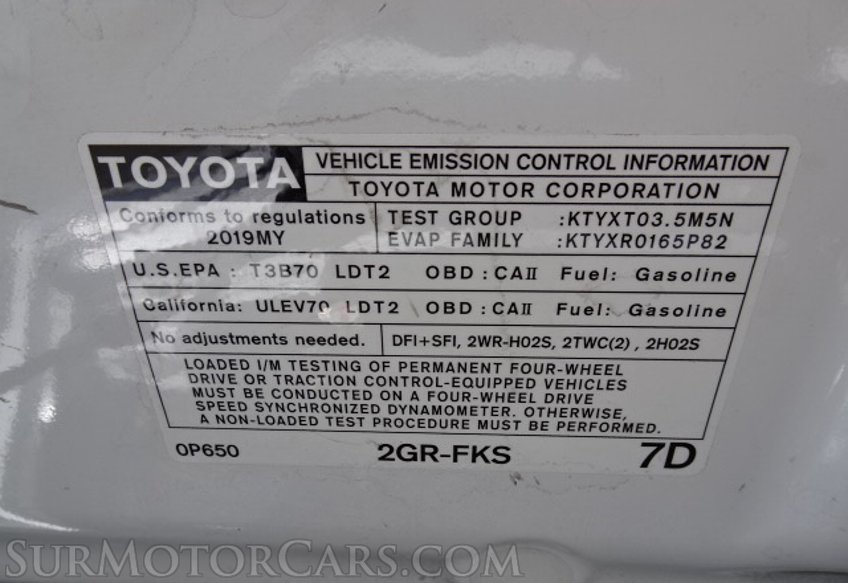 TOYOTA
VEHICLE EMISSION CONTROL INFORMATION
TOYOTA MOTOR CORPORATION
Conforms to regulations
2019MY
TEST GROUP :KTYXT03.5M5N
EVAP FAMILY :KTYXR0165P82
U.S.EPA : T3B70 LDT2 OBD : CAII Fuel: Gasoline
California: ULEV70 LDT2 OBD : CAII Fuel: Gasoline
No adjustments needed.
DFI+SFI, 2WR-HO2S, 2TWC(2) , 2HO2S
LOADED I/M TESTING OF PERMANENT FOUR-WHEEL
DRIVE OR TRACTION CONTROL-EQUIPPED VEHICLES
MUST BE CONDUCTED ON A FOUR-WHEEL DRIVE
SPEED SYNCHRONIZED DYNAMOMETER. OTHERWISE,
A NON-LOADED TEST PROCEDURE MUST BE PERFORMED.
0P650 2GR-FKS 7D
SURMOTORCARS.COM